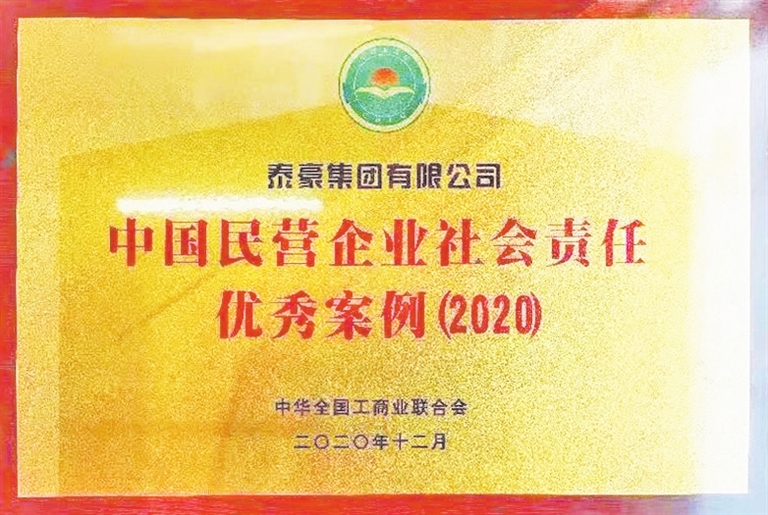 泰豪集团有限公司
中国民营企业社会责任
优秀案例(2020)
中华全国工商业联合会
二〇二〇年十二月